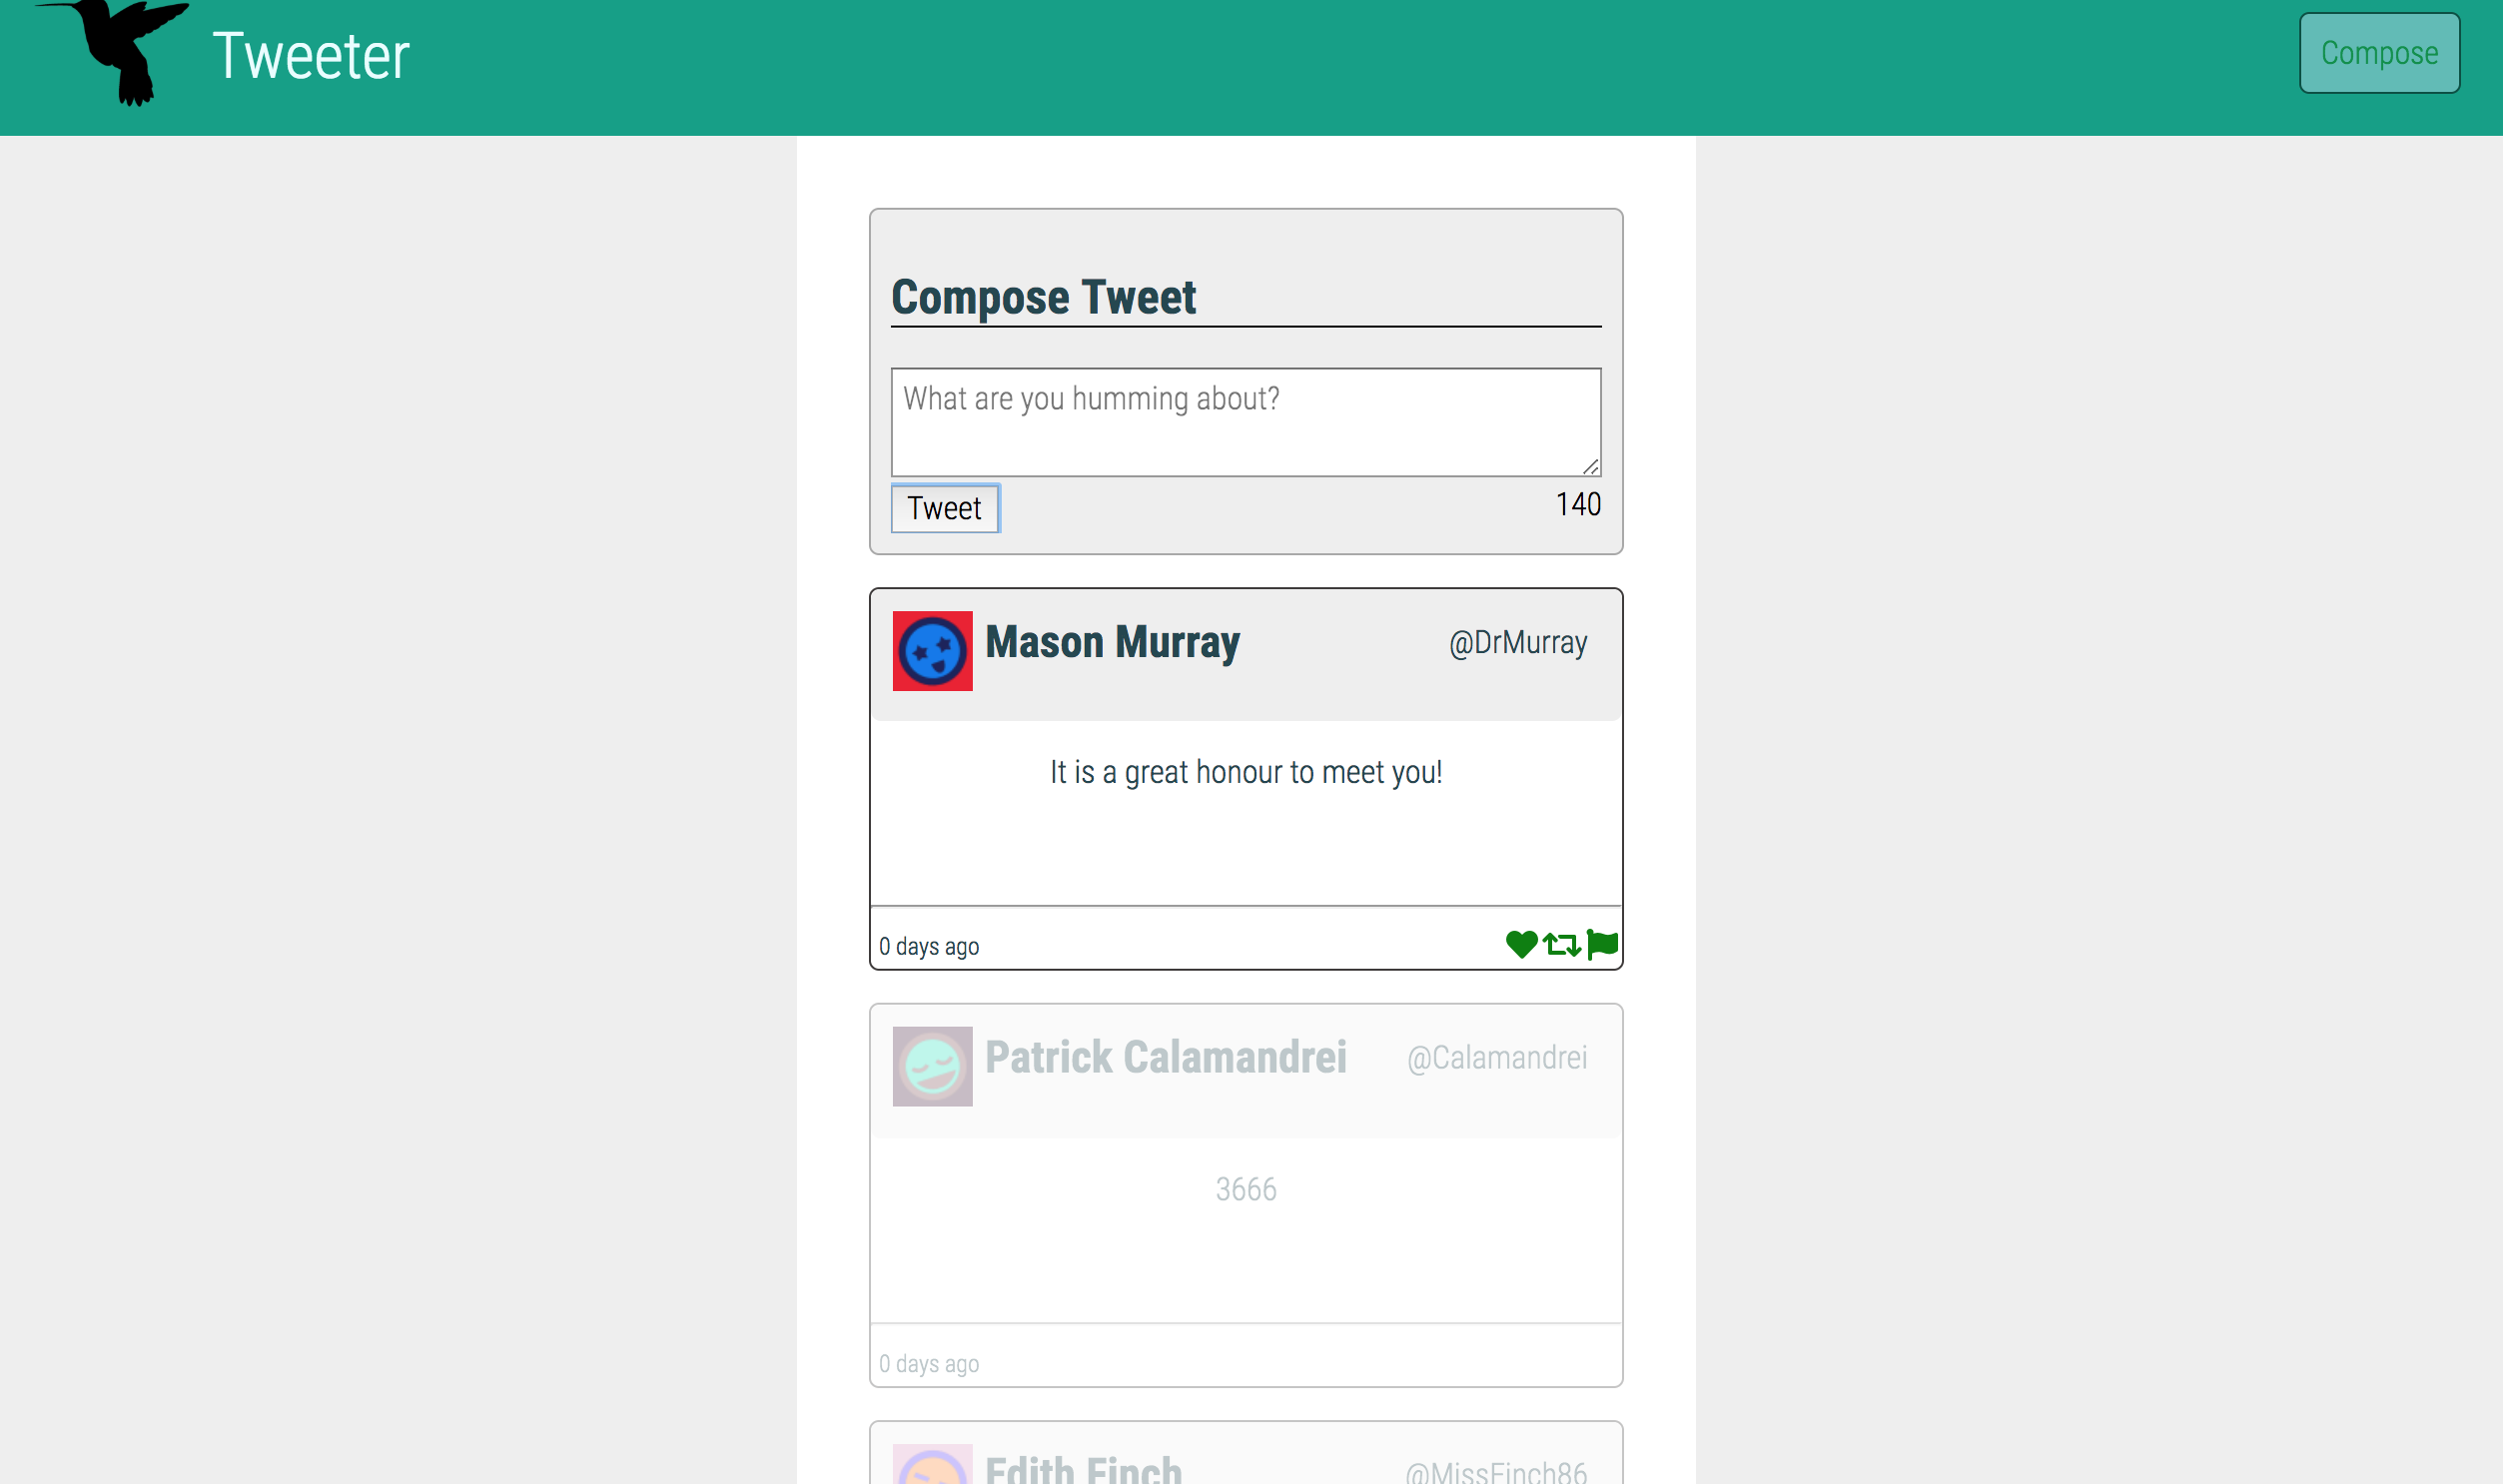 Tweeter
Compose
Compose Tweet
What are you humming about?
Tweet
140
Mason Murray
@DrMurray
It is a great honour to meet you!
0 days ago
Patrick Calamandrei
@Calamandrei
3666
0 days ago
Edith Finch
@MissFinch86